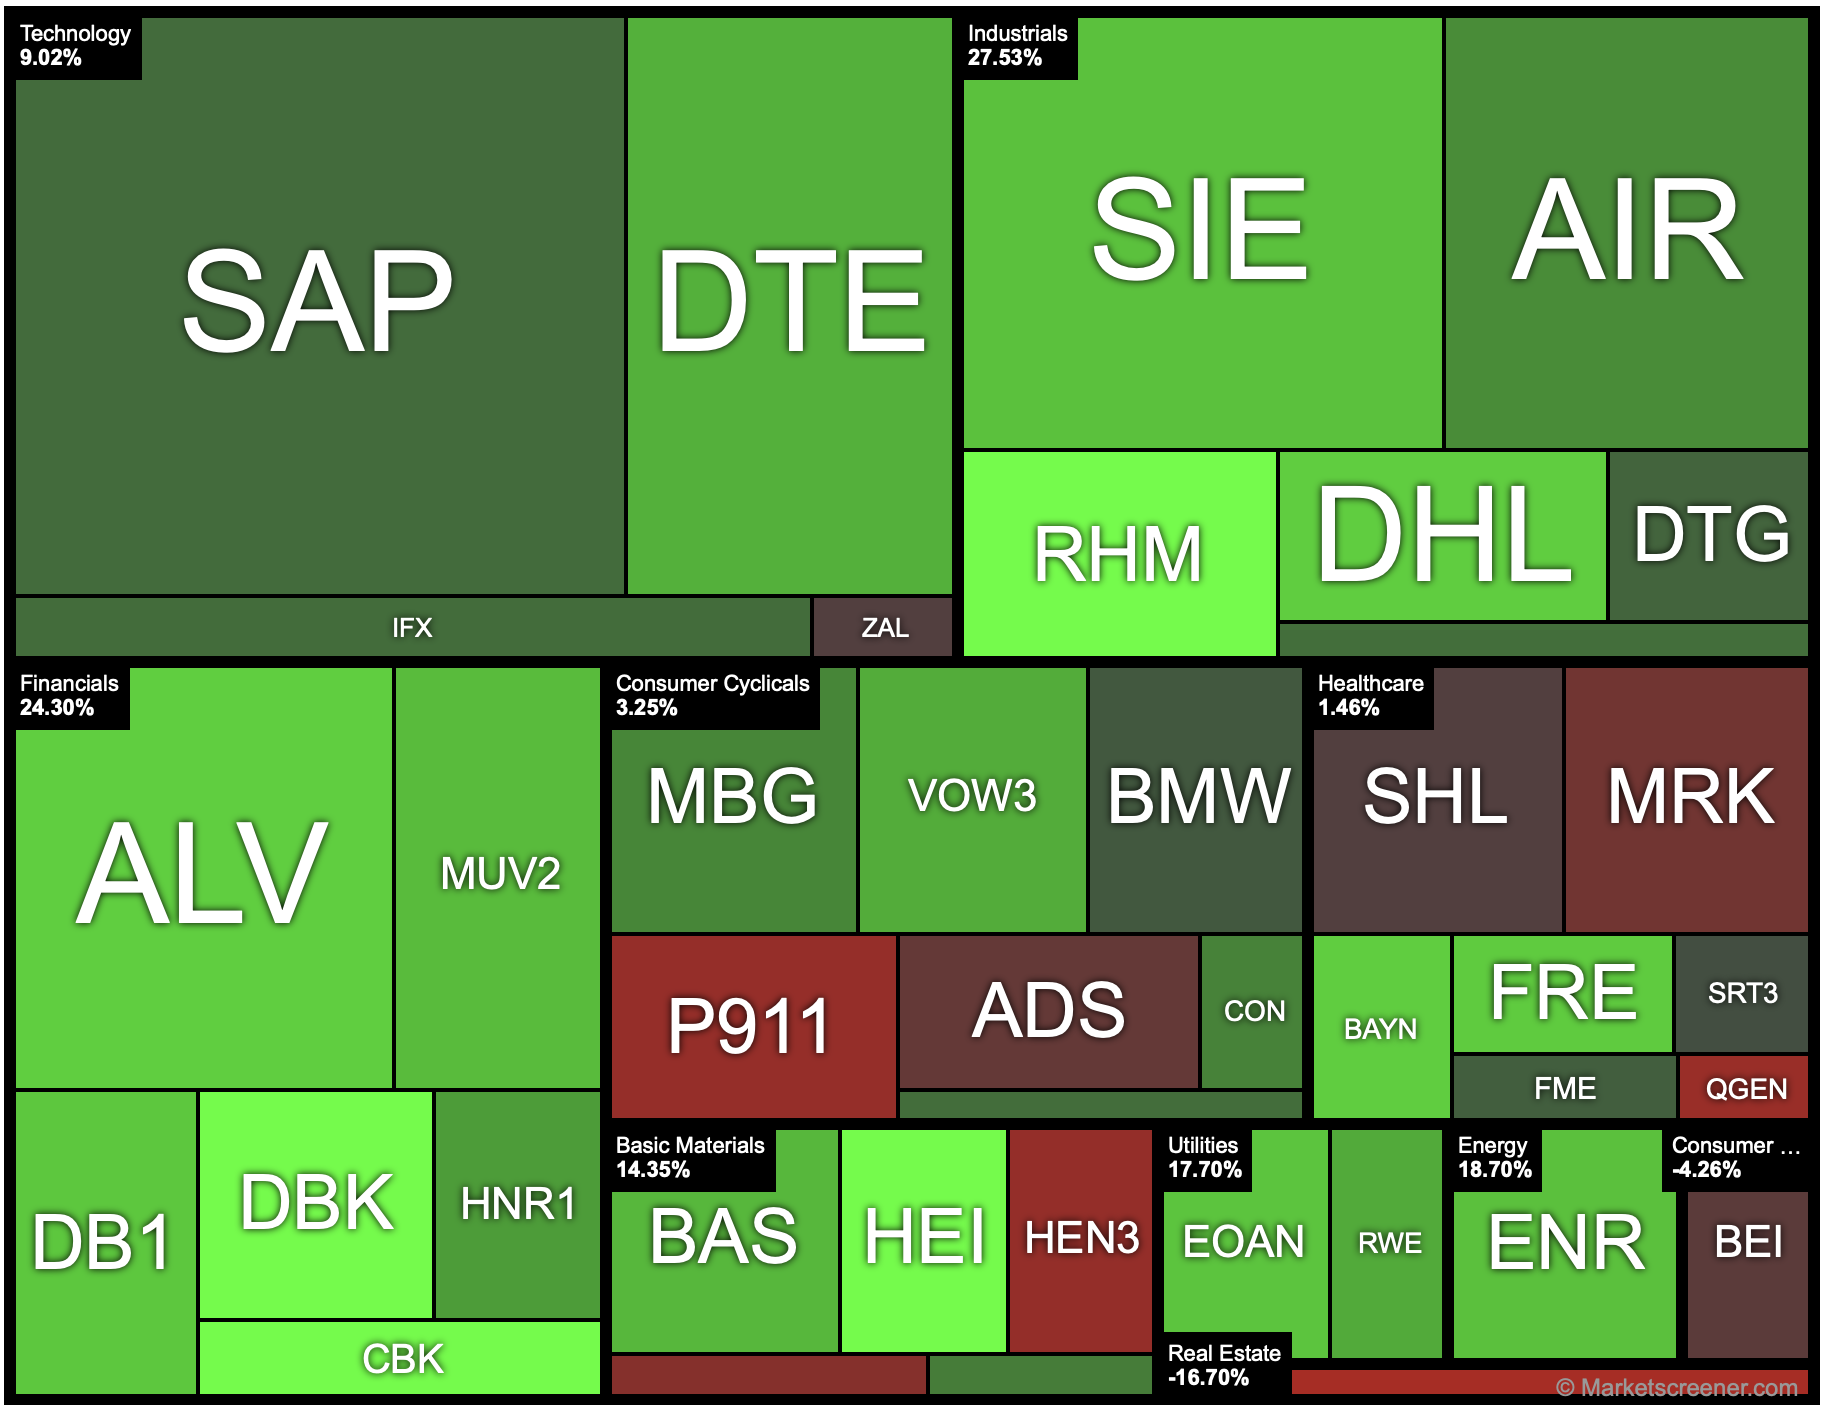 Technology
9.02%
SAP
DTE
IFX
ZAL
Industrials
27.53%
SIE
AIR
RHM
DHL
DTG
Financials
24.30%
ALV
MUV2
DB1
DBK
HNR1
CBK
Consumer Cyclicals
3.25%
MBG
VOW3
BMW
P911
ADS
CON
Healthcare
1.46%
SHL
MRK
BAYN
FRE
SRT3
FME
QGEN
Basic Materials
14.35%
BAS
HEI
HEN3
Utilities
17.70%
EOAN
RWE
Energy
18.70%
ENR
Consumer ...
-4.26%
BEI
Real Estate
-16.70%
© Marketscreener.com